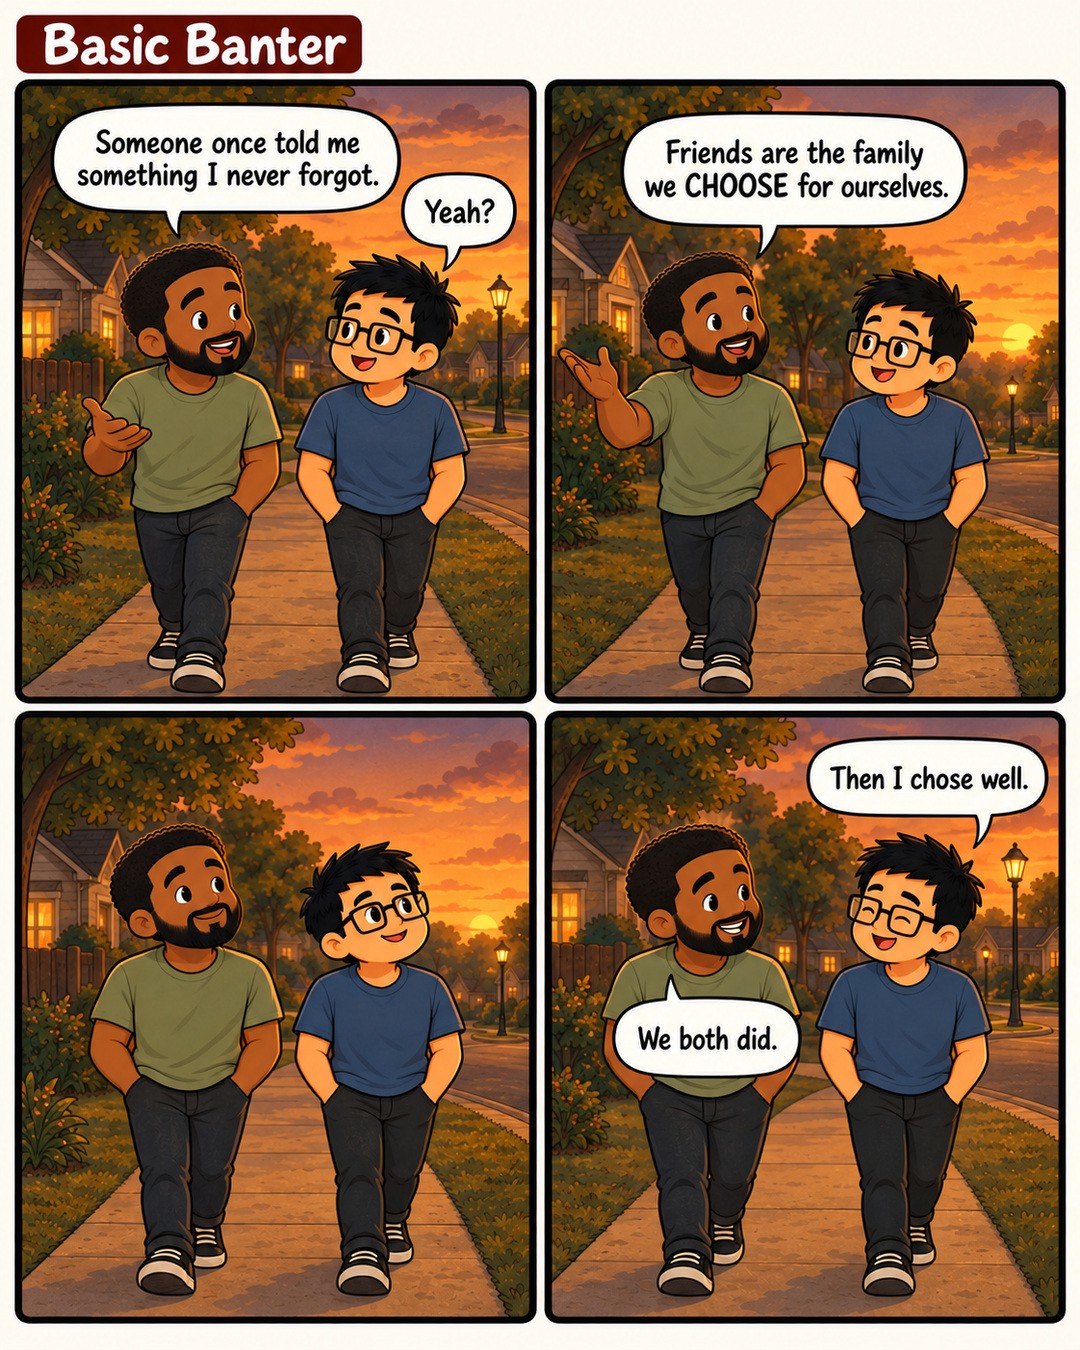 Basic Banter
Someone once told me
something I never forgot.
Yeah?
Friends are the family
we CHOOSE for ourselves.
Then I chose well.
We both did.